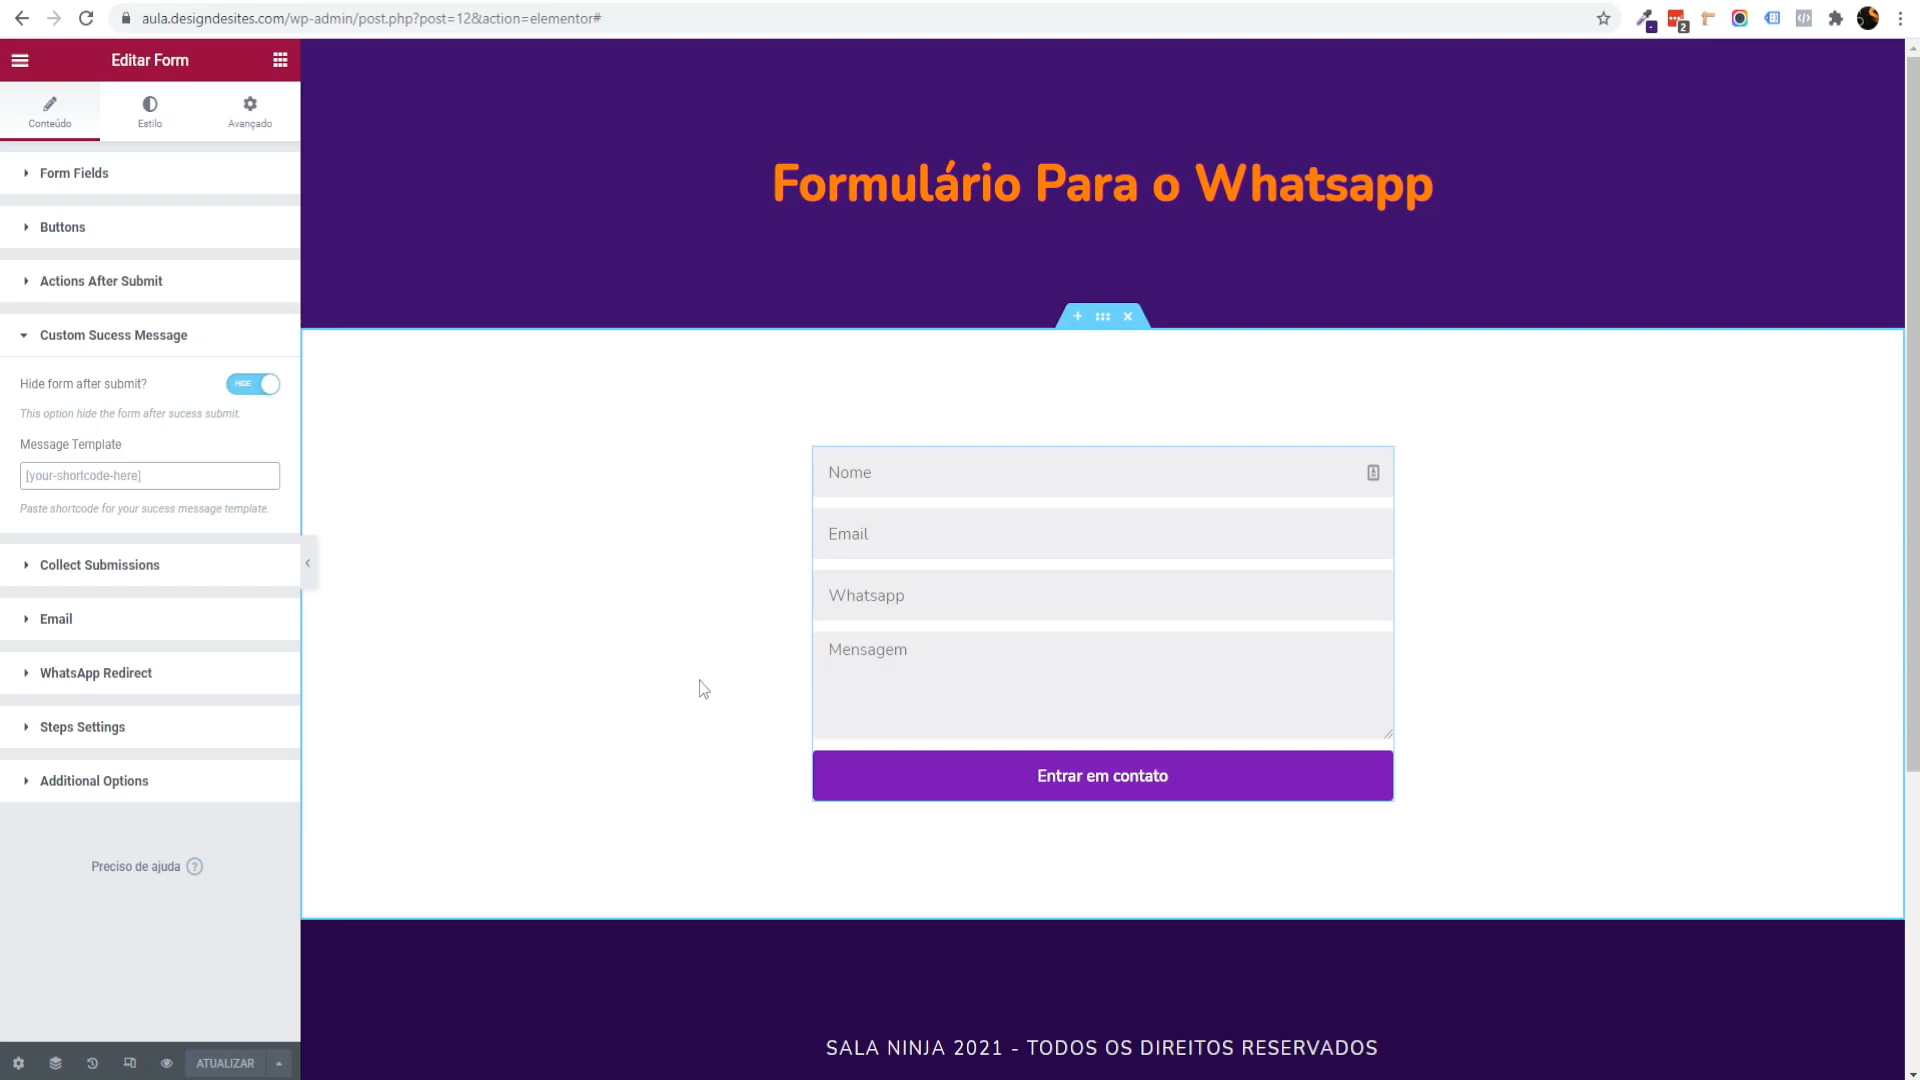 aula.designdesites.com/wp-admin/post.php?post=12&action=elementor#
2
Editar Form
Conteúdo
Estilo
Avançado
Form Fields
Buttons
Actions After Submit
Custom Sucess Message
Hide form after submit?
HIDE
This option hide the form after sucess submit.
Message Template
[your-shortcode-here]
Paste shortcode for your sucess message template.
Collect Submissions
Email
WhatsApp Redirect
Steps Settings
Additional Options
Preciso de ajuda ?
ATUALIZAR
Formulário Para o Whatsapp
Nome
Email
Whatsapp
Mensagem
Entrar em contato
SALA NINJA 2021 - TODOS OS DIREITOS RESERVADOS